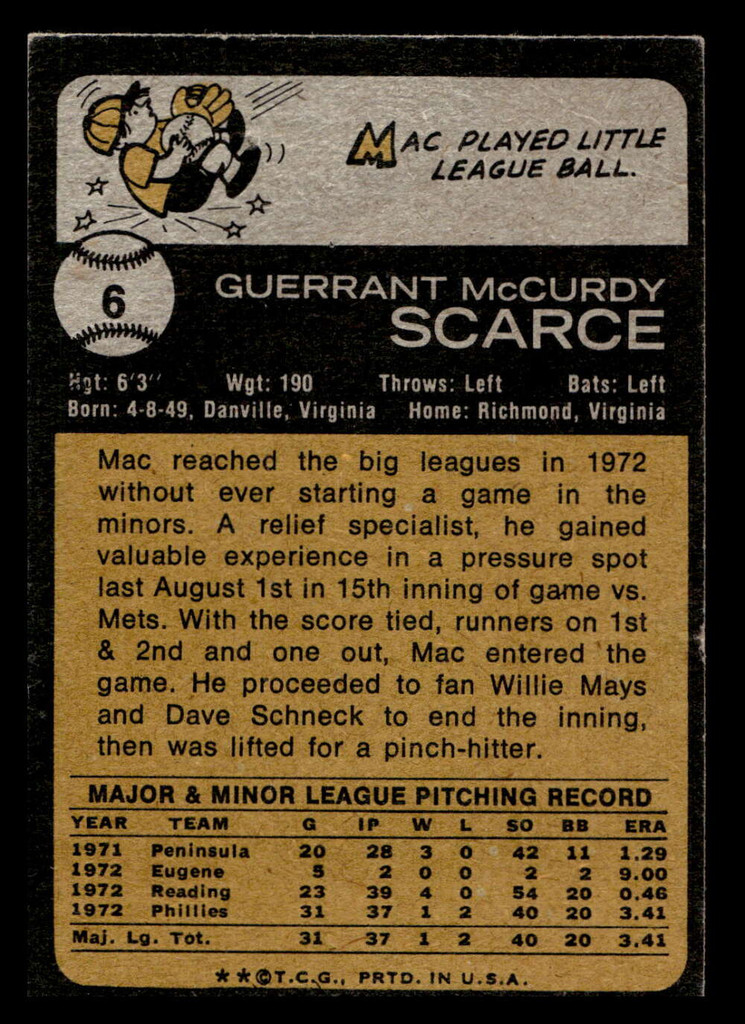 MAC PLAYED LITTLE
LEAGUE BALL.
6
GUERRANT McCURDY
SCARCE
Hgt: 6'3" Wgt: 190 Throws: Left Bats: Left
Born: 4-8-49, Danville, Virginia Home: Richmond, Virginia
Mac reached the big leagues in 1972
without ever starting a game in the
minors. A relief specialist, he gained
valuable experience in a pressure spot
last August 1st in 15th inning of game vs.
Mets. With the score tied, runners on 1st
& 2nd and one out, Mac entered the
game. He proceeded to fan Willie Mays
and Dave Schneck to end the inning,
then was lifted for a pinch-hitter.
MAJOR & MINOR LEAGUE PITCHING RECORD
YEAR TEAM G IP W L SO BB ERA
1971 Peninsula 20 28 3 0 42 11 1.29
1972 Eugene 5 2 0 0 2 2 9.00
1972 Reading 23 39 4 0 54 20 0.46
1972 Phillies 31 37 1 2 40 20 3.41
Maj. Lg. Tot. 31 37 1 2 40 20 3.41
**©T.C.G., PRTD. IN U.S.A.